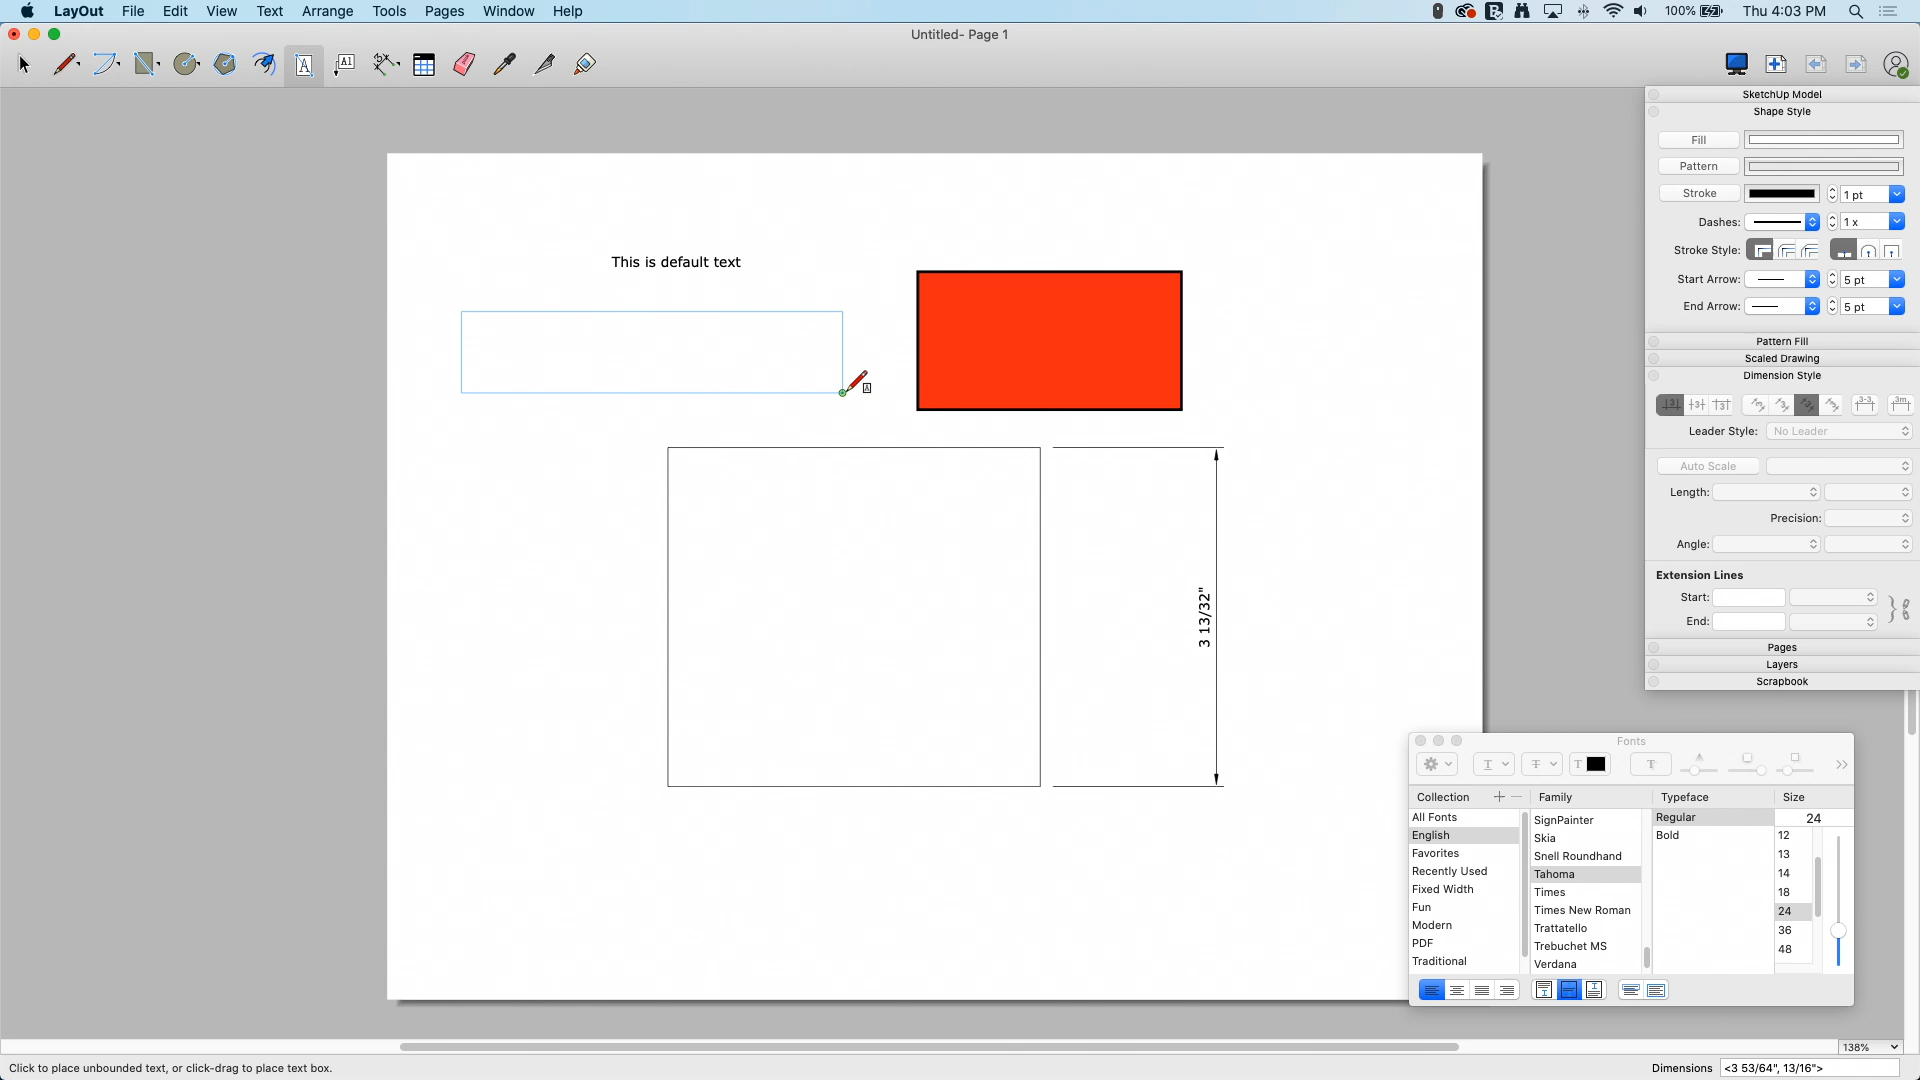 LayOut File Edit View Text Arrange Tools Pages Window Help
100% Thu 4:03 PM
Untitled- Page 1
SketchUp Model
Shape Style
Fill
Pattern
Stroke 1 pt
Dashes: 1 x
Stroke Style:
Start Arrow: 5 pt
End Arrow: 5 pt
Pattern Fill
Scaled Drawing
Dimension Style
Leader Style: No Leader
Auto Scale
Length:
Precision:
Angle:
Extension Lines
Start:
End:
Pages
Layers
Scrapbook
This is default text
3 13/32"
Fonts
Collection Family Typeface Size
All Fonts
English
Favorites
Recently Used
Fixed Width
Fun
Modern
PDF
Traditional
SignPainter
Skia
Snell Roundhand
Tahoma
Times
Times New Roman
Trattatello
Trebuchet MS
Verdana
Regular
Bold
24
12
13
14
18
24
36
48
138%
Click to place unbounded text, or click-drag to place text box.
Dimensions <3 53/64", 13/16">